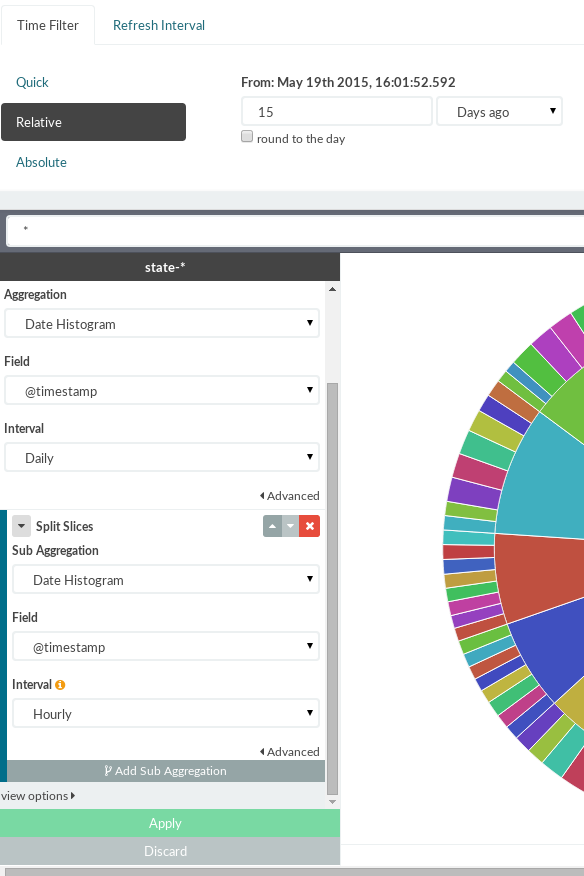 Time Filter
Refresh Interval
Quick
Relative
Absolute
From: May 19th 2015, 16:01:52.592
15
Days ago
round to the day
*
state-*
Aggregation
Date Histogram
Field
@timestamp
Interval
Daily
Advanced
Split Slices
Sub Aggregation
Date Histogram
Field
@timestamp
Interval
Hourly
Advanced
Add Sub Aggregation
view options
Apply
Discard